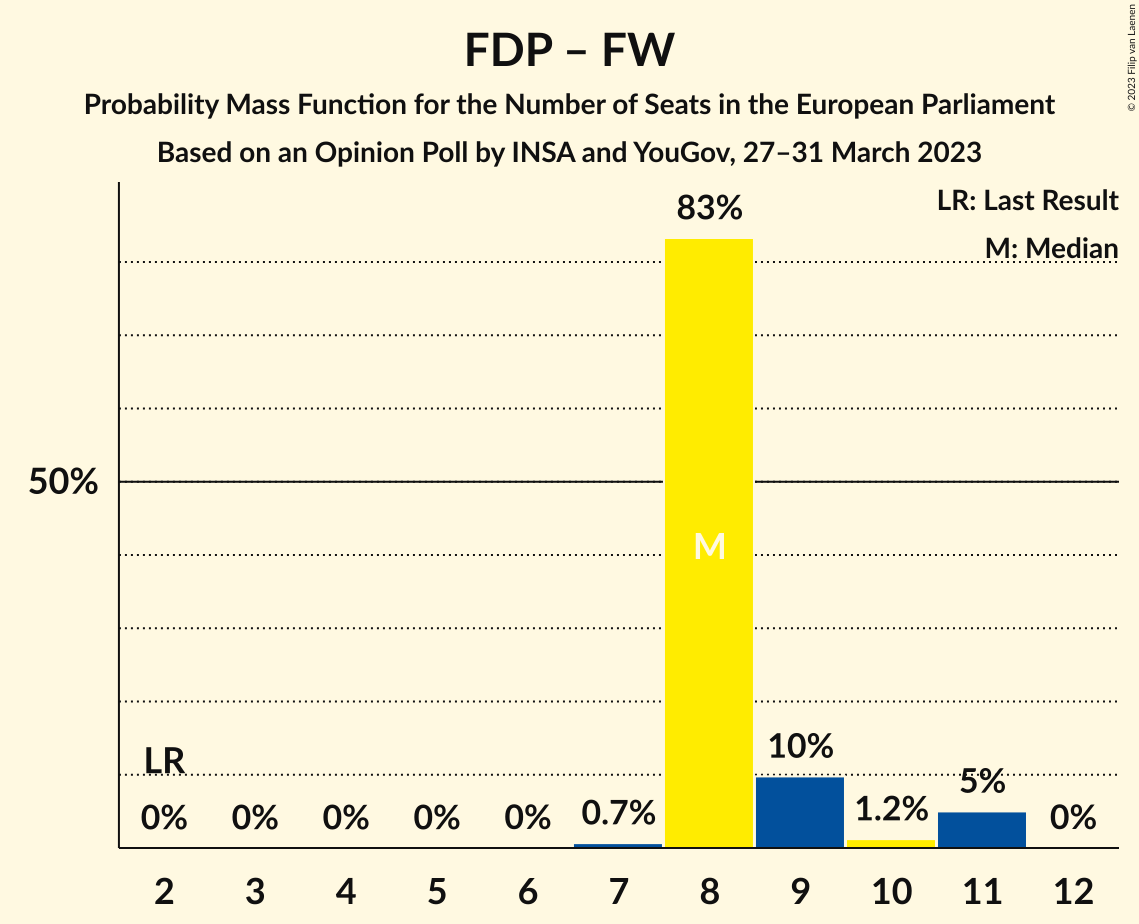 FDP – FW
Probability Mass Function for the Number of Seats in the European Parliament
Based on an Opinion Poll by INSA and YouGov, 27–31 March 2023
© 2023 Filip van Laenen
LR: Last Result
M: Median
83%
50%
M
LR
10%
5%
0% 0% 0% 0% 0% 0.7% 1.2% 0%
2 3 4 5 6 7 8 9 10 11 12